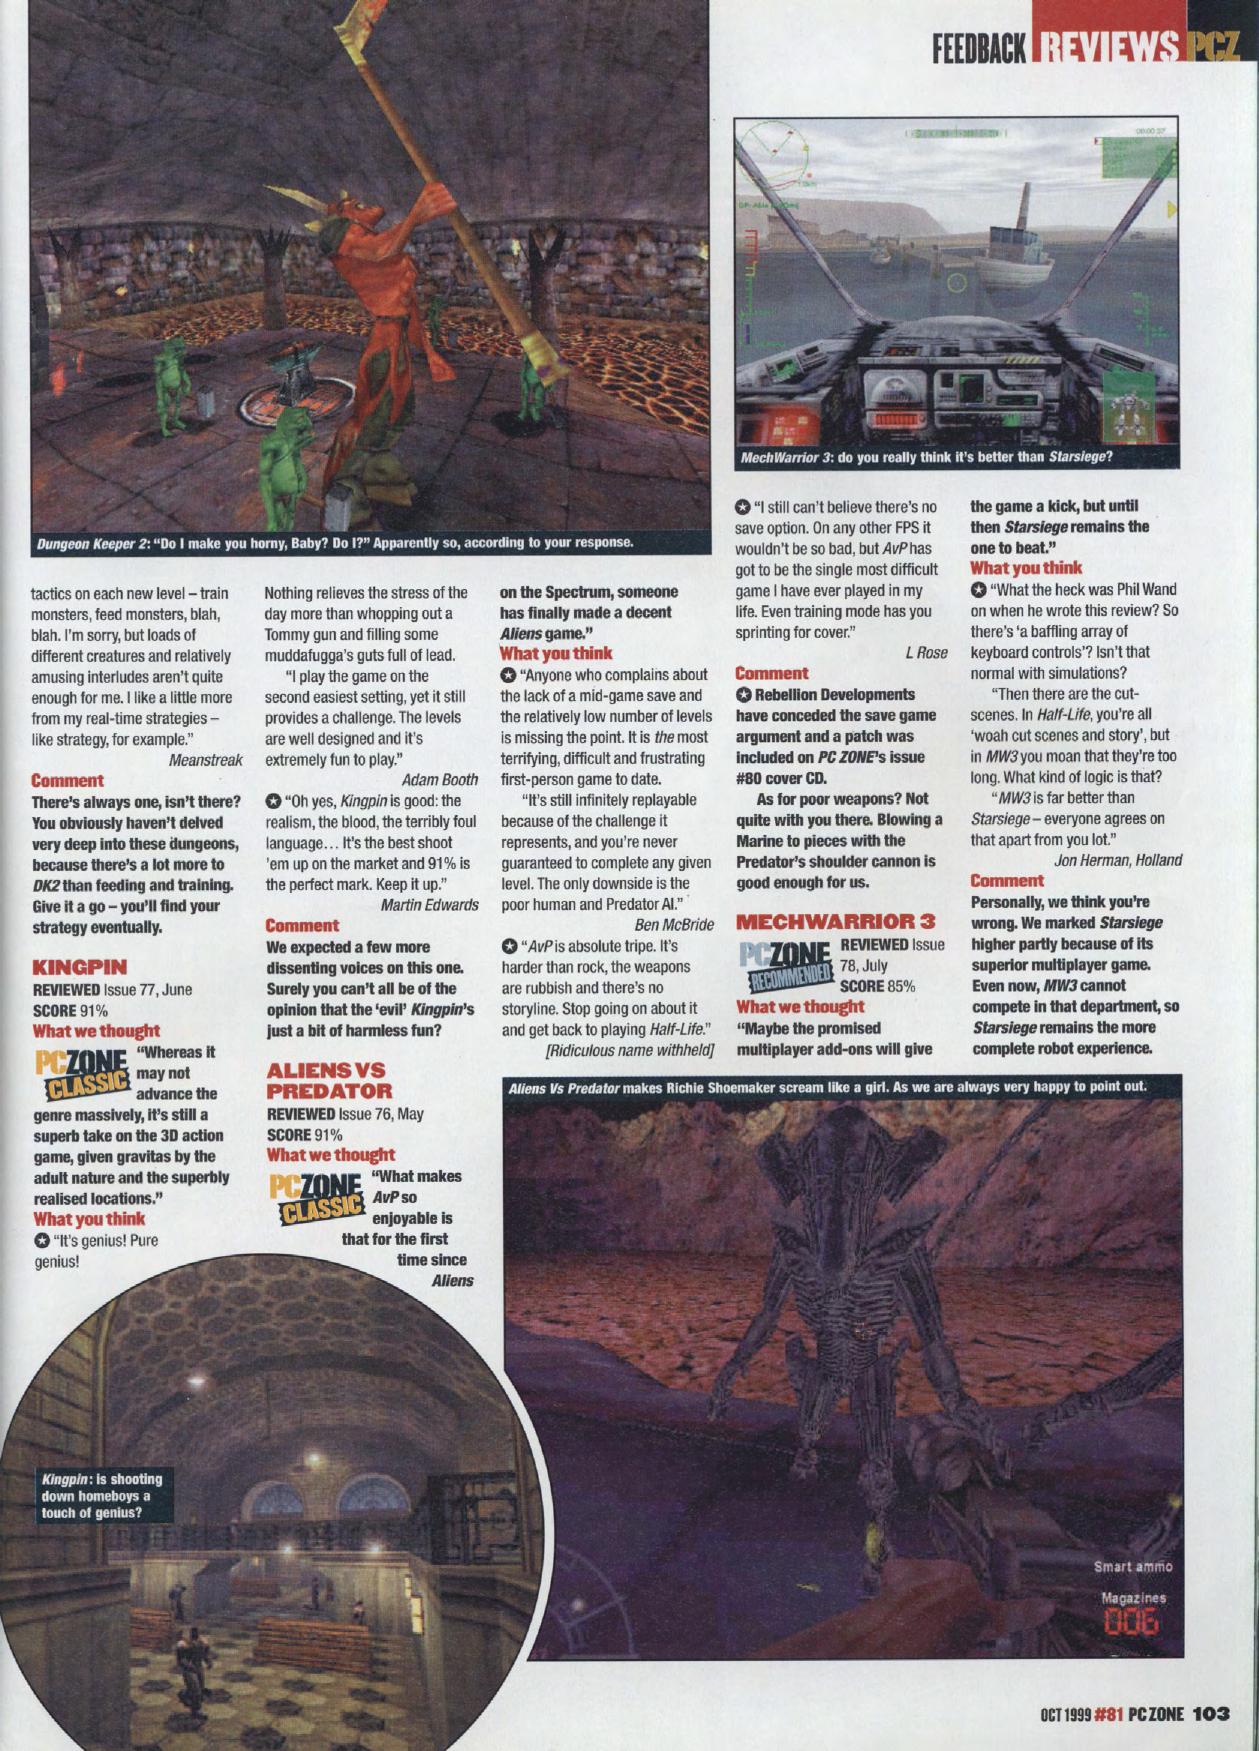 FEEDBACK REVIEWS PCZ
Dungeon Keeper 2: “Do I make you horny, Baby? Do I?” Apparently so, according to your response.
MechWarrior 3: do you really think it's better than Starsiege?
tactics on each new level – train
monsters, feed monsters, blah,
blah. I'm sorry, but loads of
different creatures and relatively
amusing interludes aren't quite
enough for me. I like a little more
from my real-time strategies –
like strategy, for example.”
Meanstreak
Comment
There's always one, isn't there?
You obviously haven't delved
very deep into these dungeons,
because there's a lot more to
DK2 than feeding and training.
Give it a go – you'll find your
strategy eventually.
KINGPIN
REVIEWED Issue 77, June
SCORE 91%
What we thought
PCZONE CLASSIC
“Whereas it
may not
advance the
genre massively, it's still a
superb take on the 3D action
game, given gravitas by the
adult nature and the superbly
realised locations.”
What you think
“It's genius! Pure
genius!
Nothing relieves the stress of the
day more than whopping out a
Tommy gun and filling some
muddafugga's guts full of lead.
“I play the game on the
second easiest setting, yet it still
provides a challenge. The levels
are well designed and it's
extremely fun to play.”
Adam Booth
“Oh yes, Kingpin is good: the
realism, the blood, the terribly foul
language… It's the best shoot
'em up on the market and 91% is
the perfect mark. Keep it up.”
Martin Edwards
Comment
We expected a few more
dissenting voices on this one.
Surely you can't all be of the
opinion that the ‘evil’ Kingpin's
just a bit of harmless fun?
ALIENS VS
PREDATOR
REVIEWED Issue 76, May
SCORE 91%
What we thought
PCZONE CLASSIC
“What makes
AvP so
enjoyable is
that for the first
time since
Aliens
on the Spectrum, someone
has finally made a decent
Aliens game.”
What you think
“Anyone who complains about
the lack of a mid-game save and
the relatively low number of levels
is missing the point. It is the most
terrifying, difficult and frustrating
first-person game to date.
“It's still infinitely replayable
because of the challenge it
represents, and you're never
guaranteed to complete any given
level. The only downside is the
poor human and Predator AI.”
Ben McBride
“AvP is absolute tripe. It's
harder than rock, the weapons
are rubbish and there's no
storyline. Stop going on about it
and get back to playing Half-Life.”
[Ridiculous name withheld]
“I still can't believe there's no
save option. On any other FPS it
wouldn't be so bad, but AvP has
got to be the single most difficult
game I have ever played in my
life. Even training mode has you
sprinting for cover.”
L Rose
Comment
Rebellion Developments
have conceded the save game
argument and a patch was
included on PC ZONE's issue
#80 cover CD.
As for poor weapons? Not
quite with you there. Blowing a
Marine to pieces with the
Predator's shoulder cannon is
good enough for us.
MECHWARRIOR 3
PCZONE RECOMMENDED
REVIEWED Issue
78, July
SCORE 85%
What we thought
“Maybe the promised
multiplayer add-ons will give
the game a kick, but until
then Starsiege remains the
one to beat.”
What you think
“What the heck was Phil Wand
on when he wrote this review? So
there's ‘a baffling array of
keyboard controls’? Isn't that
normal with simulations?
“Then there are the cut-
scenes. In Half-Life, you're all
‘woah cut scenes and story’, but
in MW3 you moan that they're too
long. What kind of logic is that?
“MW3 is far better than
Starsiege – everyone agrees on
that apart from you lot.”
Jon Herman, Holland
Comment
Personally, we think you're
wrong. We marked Starsiege
higher partly because of its
superior multiplayer game.
Even now, MW3 cannot
compete in that department, so
Starsiege remains the more
complete robot experience.
Aliens Vs Predator makes Richie Shoemaker scream like a girl. As we are always very happy to point out.
Kingpin: is shooting
down homeboys a
touch of genius?
Smart ammo
Magazines
006
OCT 1999 #81 PC ZONE 103